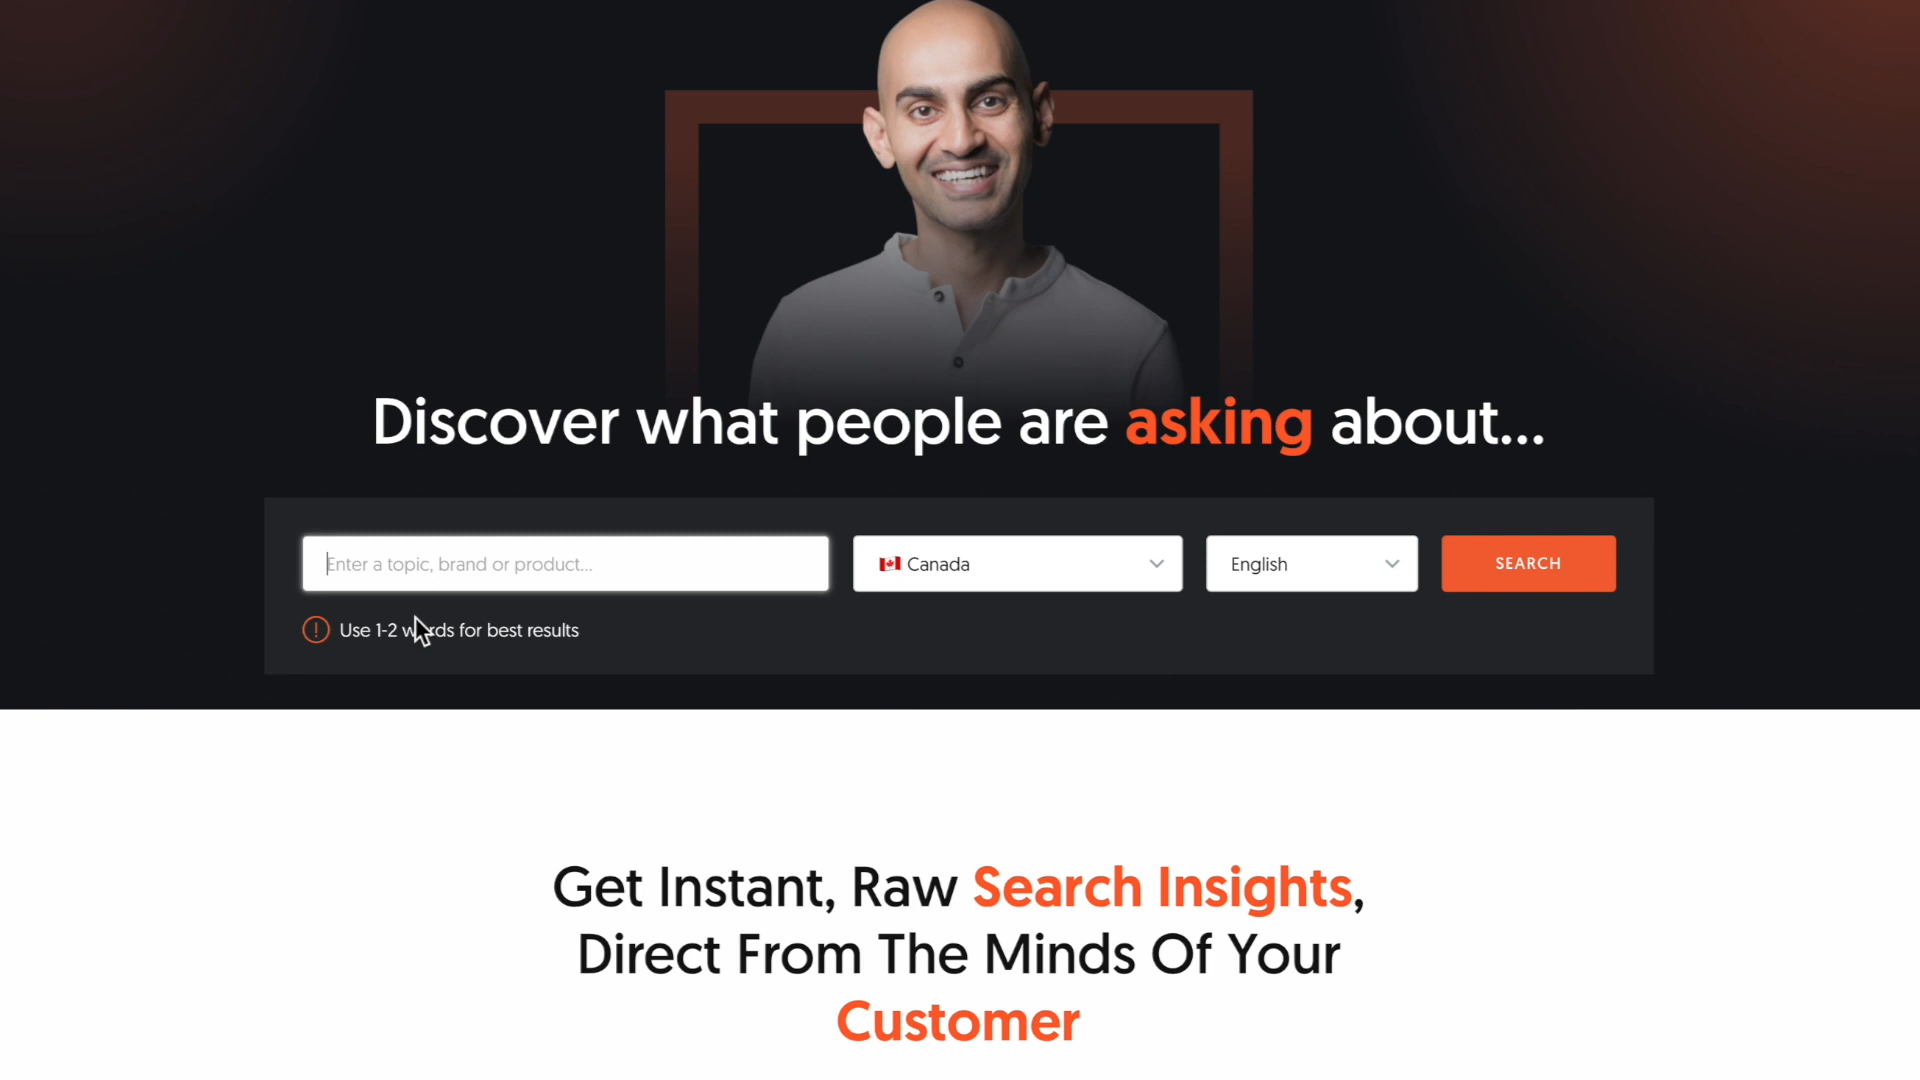 Discover what people are asking about...
Enter a topic, brand or product...
Canada
English
SEARCH
Use 1-2 words for best results
Get Instant, Raw Search Insights,
Direct From The Minds Of Your
Customer